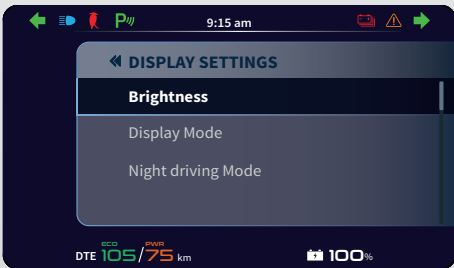 P
9:15 am
DISPLAY SETTINGS
Brightness
Display Mode
Night driving Mode
ECO PWR
DTE 105/75 km 100%